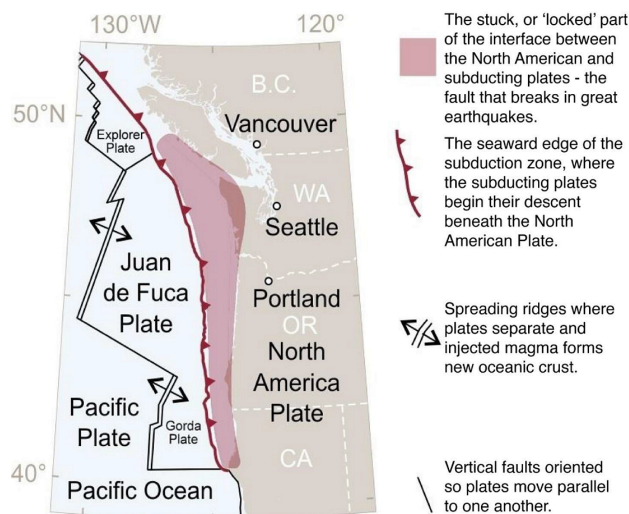 130°W
120°
50°N
40°
B.C.
Vancouver
Explorer
Plate
WA
Seattle
Juan
de Fuca
Plate
Portland
OR
North
America
Plate
Pacific
Plate
Gorda
Plate
CA
Pacific Ocean
The stuck, or ‘locked’ part
of the interface between
the North American and
subducting plates - the
fault that breaks in great
earthquakes.
The seaward edge of the
subduction zone, where
the subducting plates
begin their descent
beneath the North
American Plate.
Spreading ridges where
plates separate and
injected magma forms
new oceanic crust.
Vertical faults oriented
so plates move parallel
to one another.